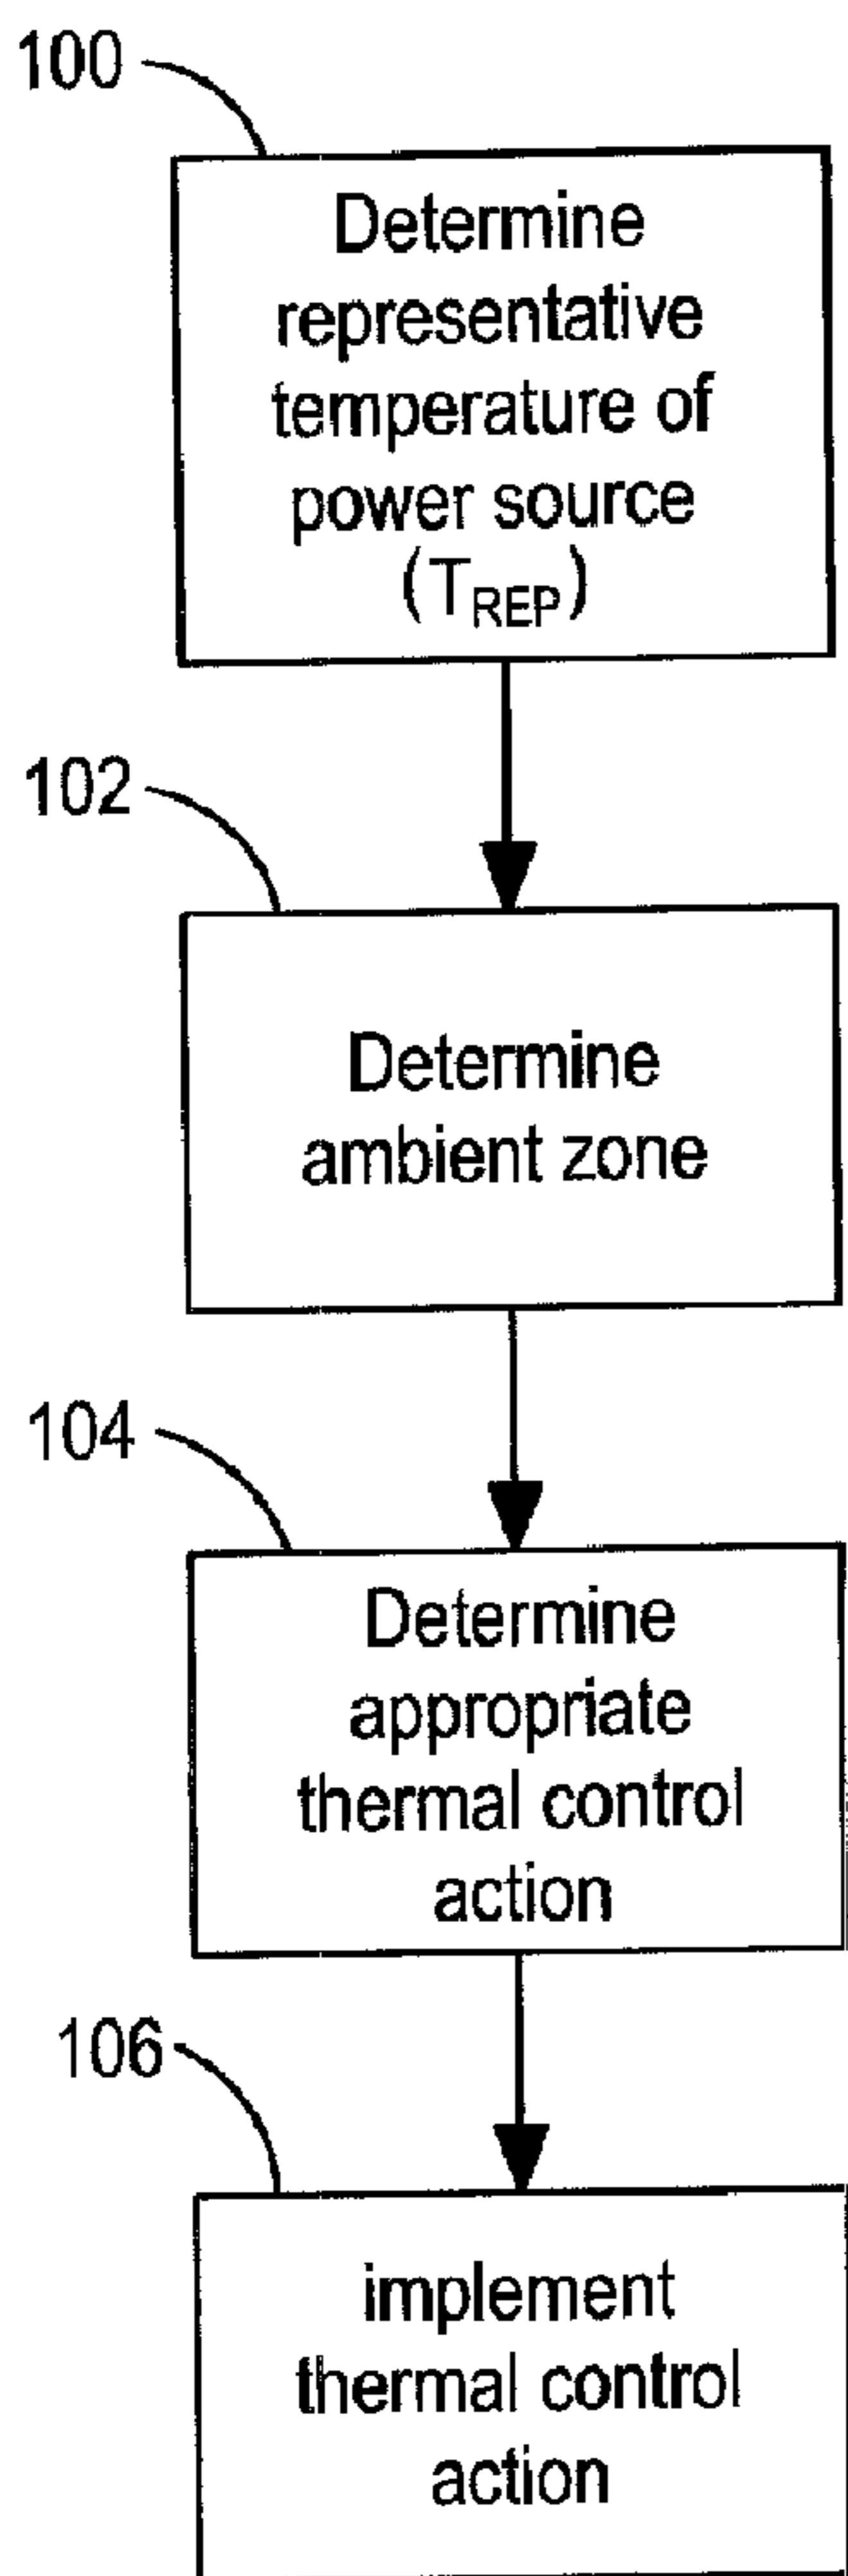 100
Determine
representative
temperature of
power source
(T_REP)
102
Determine
ambient zone
104
Determine
appropriate
thermal control
action
106
implement
thermal control
action